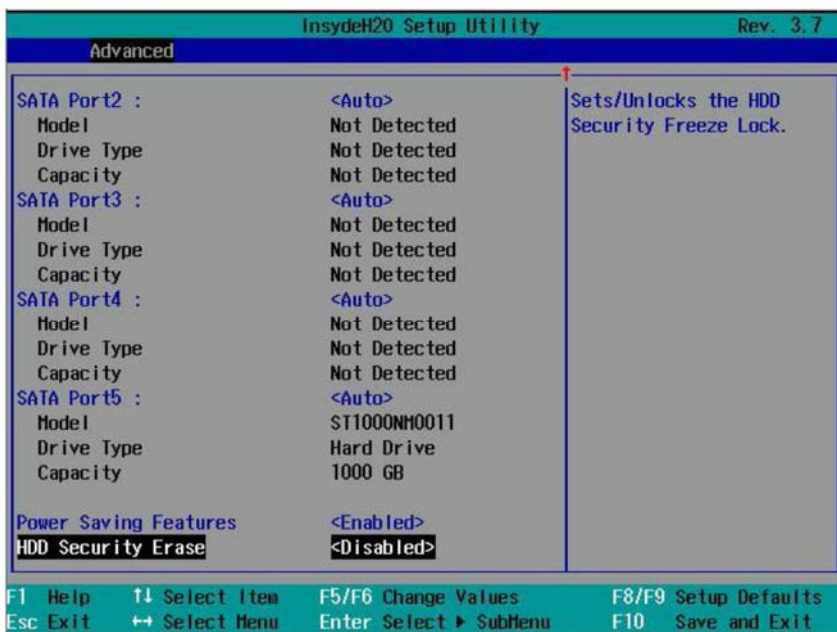 InsydeH20 Setup Utility Rev. 3.7
Advanced
SATA Port2 : <Auto>
Model Not Detected
Drive Type Not Detected
Capacity Not Detected
SATA Port3 : <Auto>
Model Not Detected
Drive Type Not Detected
Capacity Not Detected
SATA Port4 : <Auto>
Model Not Detected
Drive Type Not Detected
Capacity Not Detected
SATA Port5 : <Auto>
Model ST1000NM0011
Drive Type Hard Drive
Capacity 1000 GB
Power Saving Features <Enabled>
HDD Security Erase <Disabled>
Sets/Unlocks the HDD
Security Freeze Lock.
F1 Help ↑↓ Select Item F5/F6 Change Values F8/F9 Setup Defaults
Esc Exit ↔ Select Menu Enter Select ▶ SubMenu F10 Save and Exit